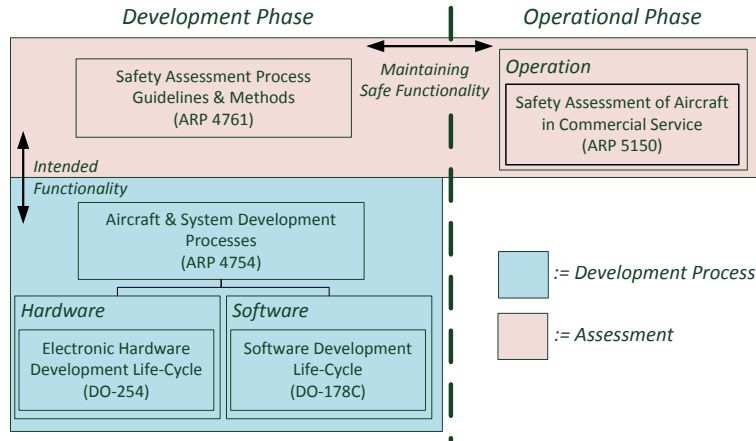 Development Phase
Operational Phase
Safety Assessment Process
Guidelines & Methods
(ARP 4761)
Maintaining
Safe Functionality
Operation
Safety Assessment of Aircraft
in Commercial Service
(ARP 5150)
Intended
Functionality
Aircraft & System Development
Processes
(ARP 4754)
Hardware
Electronic Hardware
Development Life-Cycle
(DO-254)
Software
Software Development
Life-Cycle
(DO-178C)
:= Development Process
:= Assessment